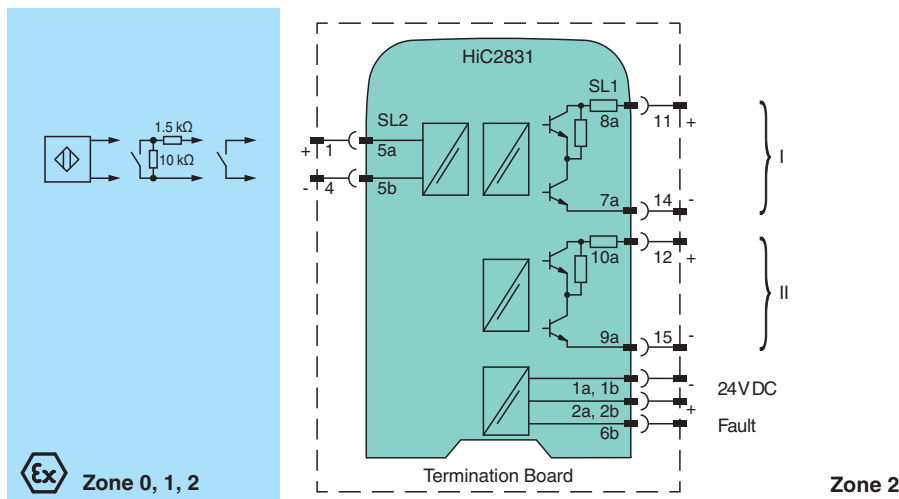 HiC2831
SL1
8a
11
+
1.5 kΩ
10 kΩ
SL2
+
1
5a
-
4
5b
I
7a
14
-
10a
12
+
II
9a
15
-
1a, 1b
-
24V DC
2a, 2b
+
6b
Fault
Ex
Zone 0, 1, 2
Termination Board
Zone 2